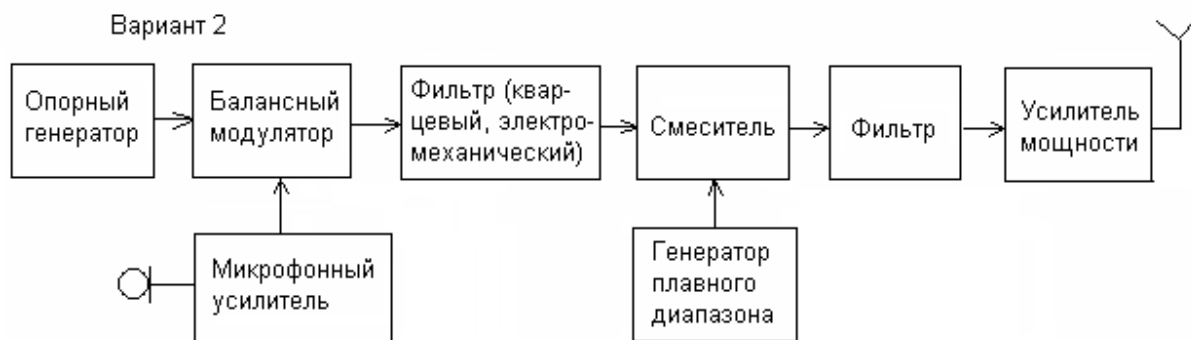 Вариант 2
Опорный
генератор
Балансный
модулятор
Фильтр (квар-
цевый, электро-
механический)
Смеситель
Фильтр
Усилитель
мощности
Микрофонный
усилитель
Генератор
плавного
диапазона